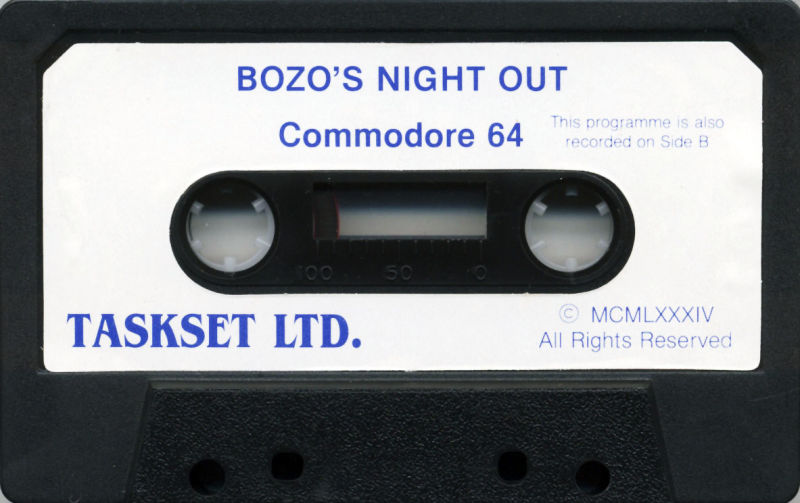 BOZO'S NIGHT OUT
Commodore 64
This programme is also
recorded on Side B
100 50 0
TASKSET LTD.
© MCMLXXXIV
All Rights Reserved